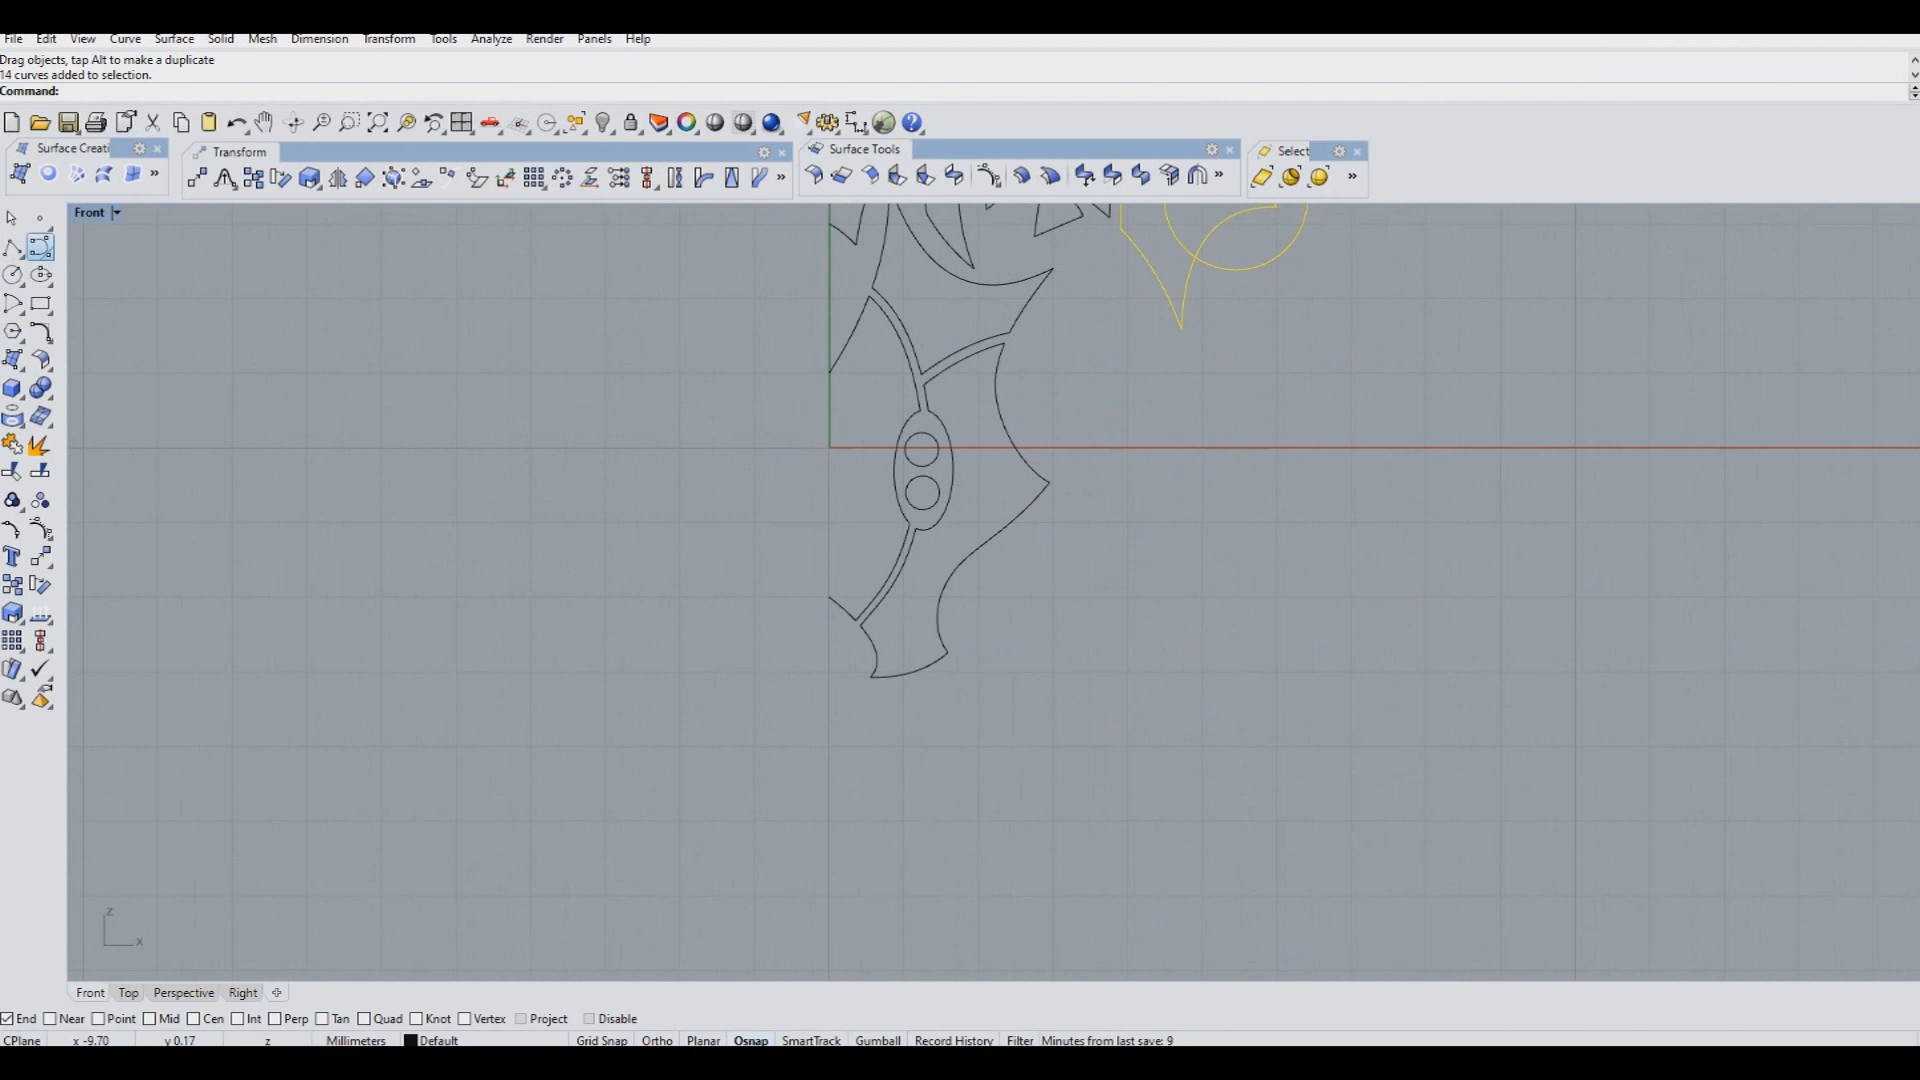 File Edit View Curve Surface Solid Mesh Dimension Transform Tools Analyze Render Panels Help
Drag objects, tap Alt to make a duplicate
14 curves added to selection.
Command:
Surface Creati Transform Surface Tools Select
Front
z
x
Front Top Perspective Right
End Near Point Mid Cen Int Perp Tan Quad Knot Vertex Project Disable
CPlane x -9.70 y 0.17 z Millimeters Default Grid Snap Ortho Planar Osnap SmartTrack Gumball Record History Filter Minutes from last save: 9